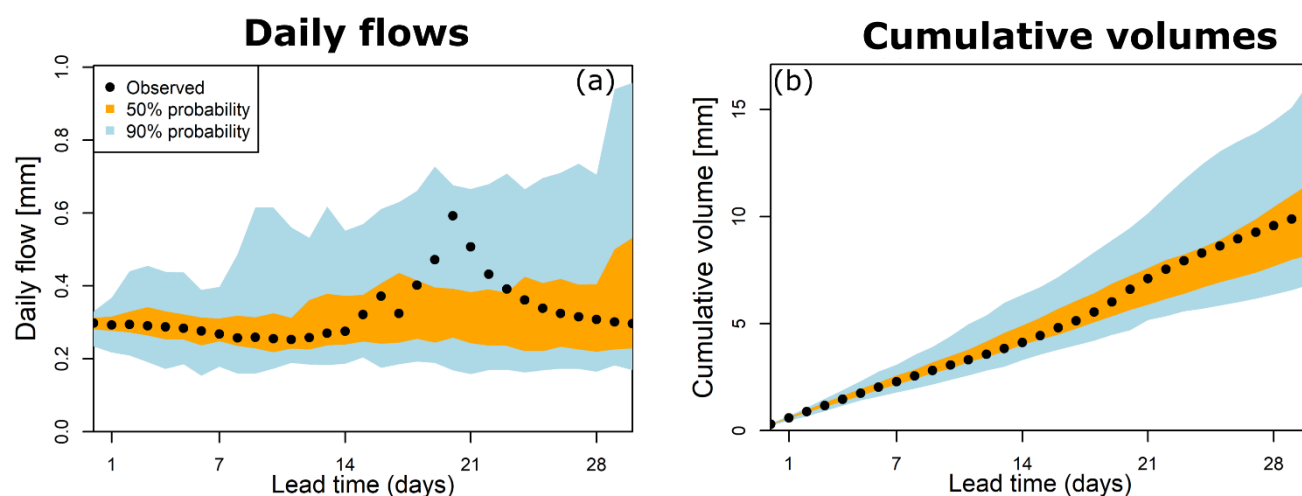 Daily flows
(a)
Observed
50% probability
90% probability
Daily flow [mm]
1.0
0.8
0.6
0.4
0.2
0.0
1 7 14 21 28
Lead time (days)
Cumulative volumes
(b)
Cumulative volume [mm]
15
10
5
0
1 7 14 21 28
Lead time (days)